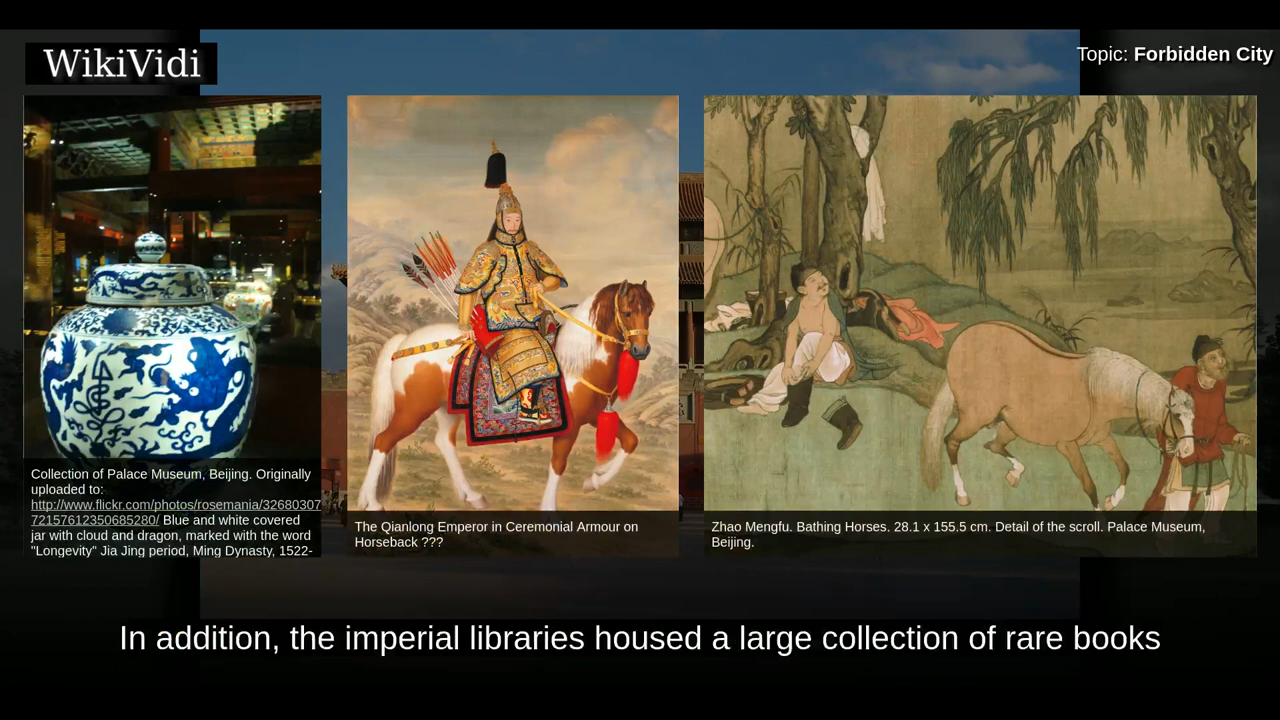 WikiVidi
Topic: Forbidden City
Collection of Palace Museum, Beijing. Originally
uploaded to:
http://www.flickr.com/photos/rosemania/32680307
72157612350685280/ Blue and white covered
jar with cloud and dragon, marked with the word
"Longevity" Jia Jing period, Ming Dynasty, 1522-
The Qianlong Emperor in Ceremonial Armour on
Horseback ???
Zhao Mengfu. Bathing Horses. 28.1 x 155.5 cm. Detail of the scroll. Palace Museum,
Beijing.
In addition, the imperial libraries housed a large collection of rare books